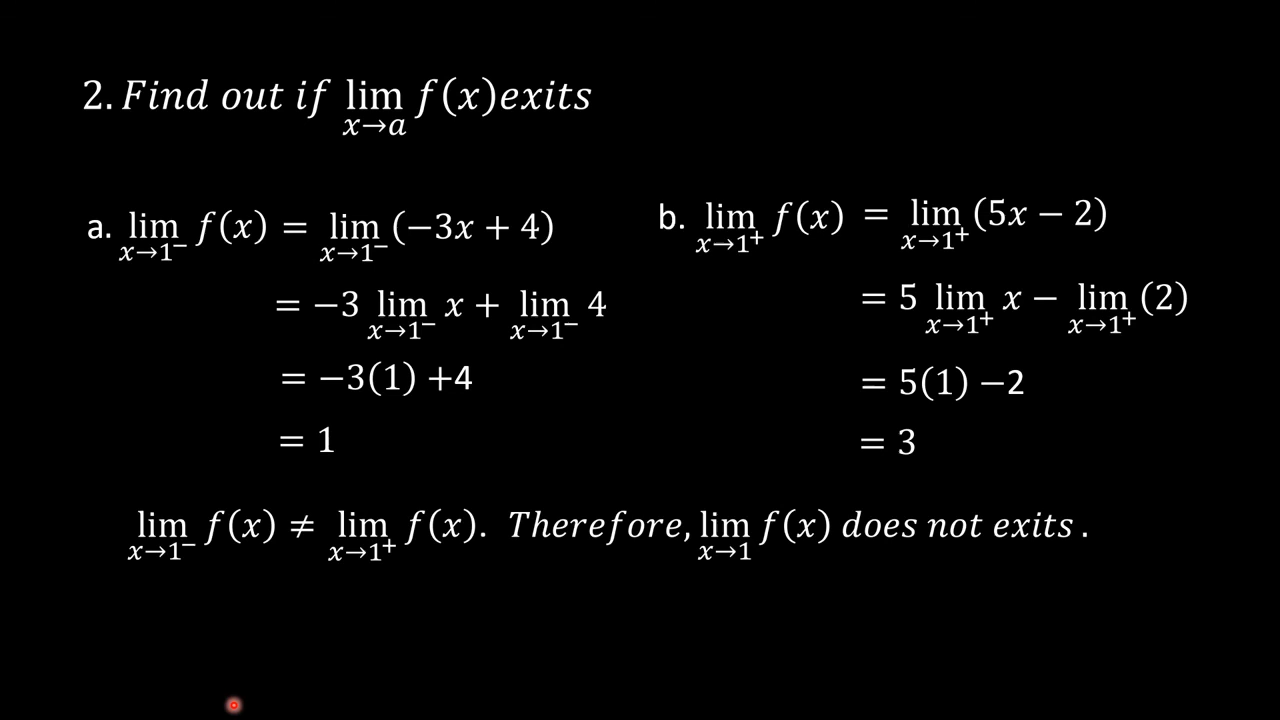 2. Find out if lim x→a f(x)exits
a. lim x→1⁻ f(x) = lim x→1⁻ (−3x + 4)
= −3 lim x→1⁻ x + lim x→1⁻ 4
= −3(1) +4
= 1
b. lim x→1⁺ f(x) = lim x→1⁺ (5x − 2)
= 5 lim x→1⁺ x − lim x→1⁺ (2)
= 5(1) −2
= 3
lim x→1⁻ f(x) ≠ lim x→1⁺ f(x). Therefore, lim x→1 f(x) does not exits .